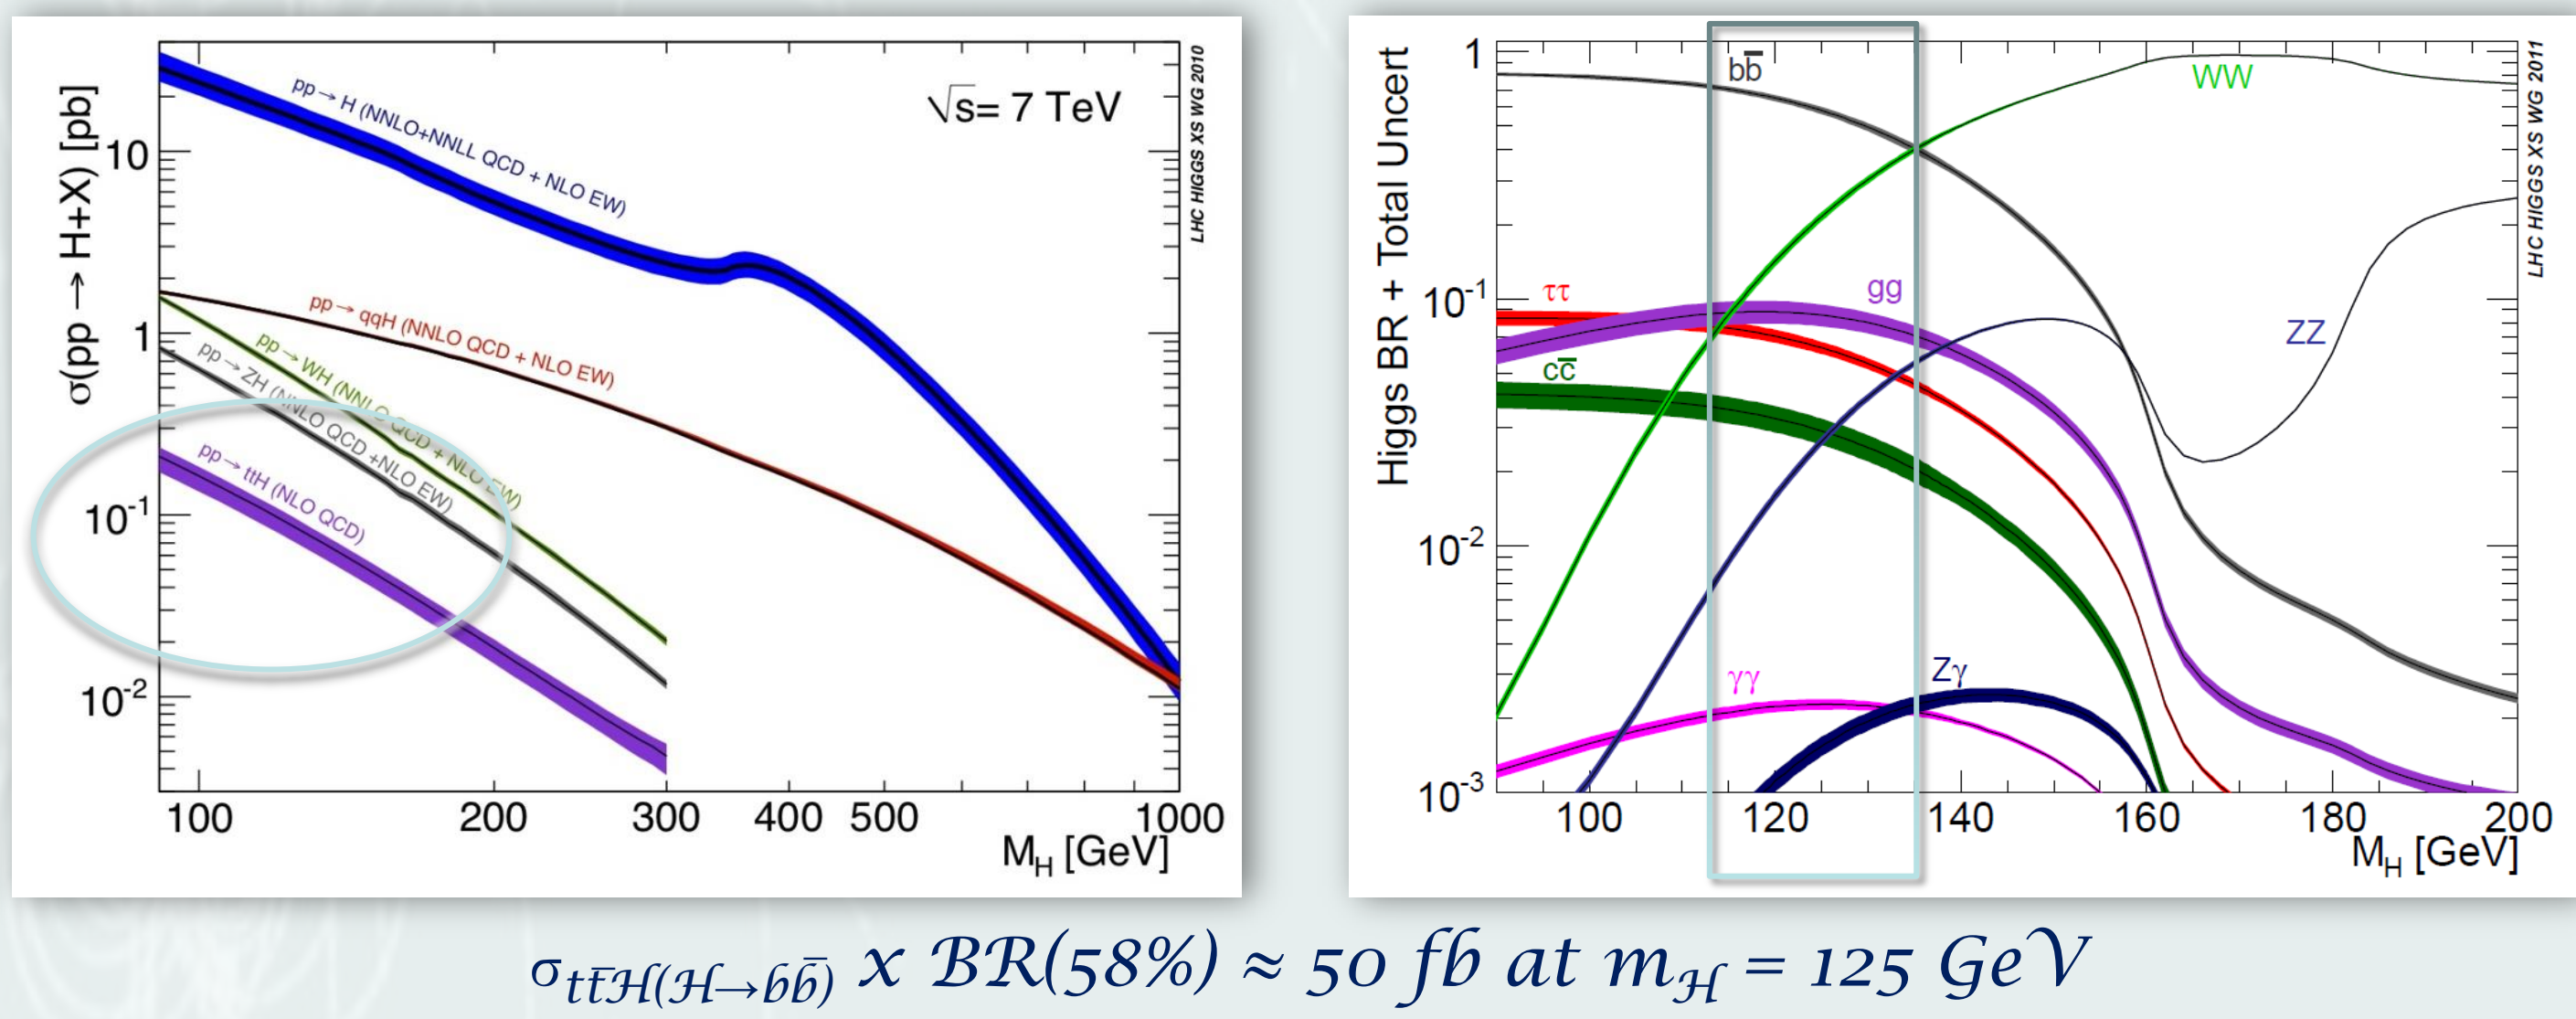 σ(pp → H+X) [pb]
10
1
10⁻¹
10⁻²
√s= 7 TeV
LHC HIGGS XS WG 2010
pp→ H (NNLO+NNLL QCD + NLO EW)
pp→ qqH (NNLO QCD + NLO EW)
pp→ WH (NNLO QCD + NLO EW)
pp→ ZH (NNLO QCD +NLO EW)
pp→ ttH (NLO QCD)
100 200 300 400 500 1000
M_H [GeV]
Higgs BR + Total Uncert
1
10⁻¹
10⁻²
10⁻³
LHC HIGGS XS WG 2011
bb̅
WW
ττ
gg
ZZ
cc̅
γγ
Zγ
100 120 140 160 180 200
M_H [GeV]
σ_tt̅H(H→bb̅) x BR(58%) ≈ 50 fb at m_H = 125 GeV